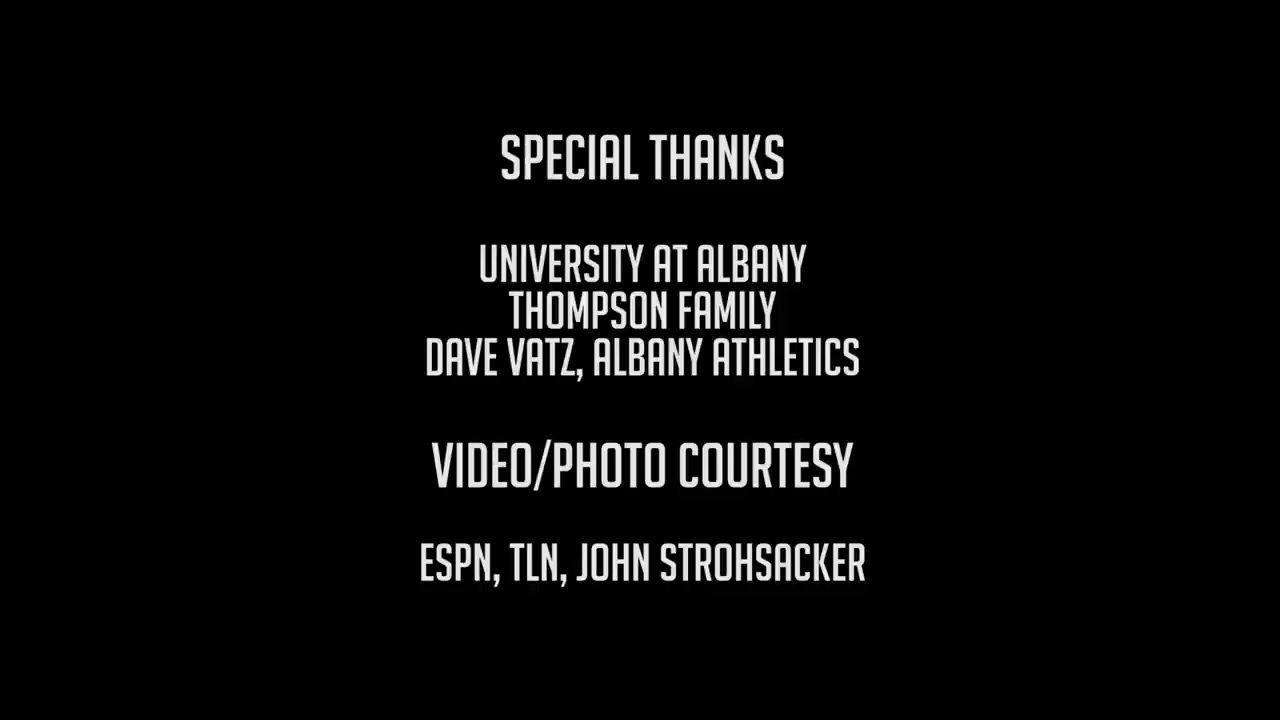 SPECIAL THANKS
UNIVERSITY AT ALBANY
THOMPSON FAMILY
DAVE VATZ, ALBANY ATHLETICS
VIDEO/PHOTO COURTESY
ESPN, TLN, JOHN STROHSACKER